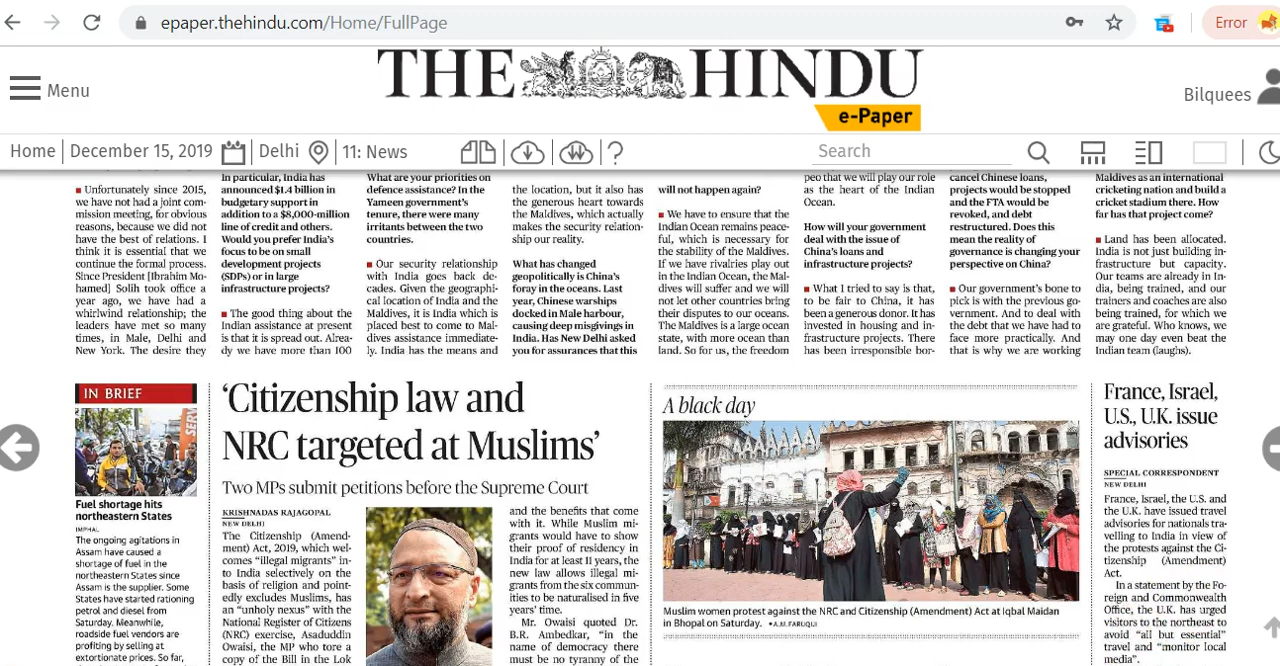 epaper.thehindu.com/Home/FullPage
Error
Menu
THE HINDU
e-Paper
Bilquees
Home
December 15, 2019
Delhi
11: News
?
Search
Unfortunately since 2015,
we have not had a joint com-
mission meeting, for obvious
reasons, because we did not
have the best of relations. I
think it is essential that we
continue the formal process.
Since President [Ibrahim Mo-
hamed] Solih took office a
year ago, we have had a
whirlwind relationship; the
leaders have met so many
times, in Male, Delhi and
New York. The desire they
In particular, India has
announced $1.4 billion in
budgetary support in
addition to a $8,000-million
line of credit and others.
Would you prefer India's
focus to be on small
development projects
(SDPs) or in large
infrastructure projects?
The good thing about the
Indian assistance at present
is that it is spread out. Alrea-
dy we have more than 100
What are your priorities on
defence assistance? In the
Yameen government's
tenure, there were many
irritants between the two
countries.
Our security relationship
with India goes back de-
cades. Given the geographi-
cal location of India and the
Maldives, it is India which is
placed best to come to Mal-
dives assistance immediate-
ly. India has the means and
the location, but it also has
the generous heart towards
the Maldives, which actually
makes the security relation-
ship our reality.
What has changed
geopolitically is China's
foray in the oceans. Last
year, Chinese warships
docked in Male harbour,
causing deep misgivings in
India. Has New Delhi asked
you for assurances that this
will not happen again?
We have to ensure that the
Indian Ocean remains peace-
ful, which is necessary for
the stability of the Maldives.
If we have rivalries play out
in the Indian Ocean, the Mal-
dives will suffer and we will
not let other countries bring
their disputes to our oceans.
The Maldives is a large ocean
state, with more ocean than
land. So for us, the freedom
peo that we will play our role
as the heart of the Indian
Ocean.
How will your government
deal with the issue of
China's loans and
infrastructure projects?
What I tried to say is that,
to be fair to China, it has
been a generous donor. It has
invested in housing and in-
frastructure projects. There
has been irresponsible bor-
cancel Chinese loans,
projects would be stopped
and the FTA would be
revoked, and debt
restructured. Does this
mean the reality of
governance is changing your
perspective on China?
Our government's bone to
pick is with the previous go-
vernment. And to deal with
the debt that we have had to
face more practically. And
that is why we are working
Maldives as an international
cricketing nation and build a
cricket stadium there. How
far has that project come?
Land has been allocated.
India is not just building in-
frastructure but capacity.
Our teams are already in In-
dia, being trained, and our
trainers and coaches are also
being trained, for which we
are grateful. Who knows, we
may one day even beat the
Indian team (laughs).
IN BRIEF
SERV
Fuel shortage hits
northeastern States
IMPHAL
The ongoing agitations in
Assam have caused a
shortage of fuel in the
northeastern States since
Assam is the supplier. Some
States have started rationing
petrol and diesel from
Saturday. Meanwhile,
roadside fuel vendors are
profiting by selling at
extortionate prices. So far,
'Citizenship law and
NRC targeted at Muslims'
Two MPs submit petitions before the Supreme Court
KRISHNADAS RAJAGOPAL
NEW DELHI
The Citizenship (Amend-
ment) Act, 2019, which wel-
comes "illegal migrants" in-
to India selectively on the
basis of religion and point-
edly excludes Muslims, has
an "unholy nexus" with the
National Register of Citizens
(NRC) exercise, Asaduddin
Owaisi, the MP who tore a
copy of the Bill in the Lok
and the benefits that come
with it. While Muslim mi-
grants would have to show
their proof of residency in
India for at least 11 years, the
new law allows illegal mi-
grants from the six commun-
ities to be naturalised in five
years' time.
Mr. Owaisi quoted Dr.
B.R. Ambedkar, "in the
name of democracy there
must be no tyranny of the
A black day
Muslim women protest against the NRC and Citizenship (Amendment) Act at Iqbal Maidan
in Bhopal on Saturday. A.M. FARUQUI
France, Israel,
U.S., U.K. issue
advisories
SPECIAL CORRESPONDENT
NEW DELHI
France, Israel, the U.S. and
the U.K. have issued travel
advisories for nationals tra-
velling to India in view of
the protests against the Ci-
tizenship (Amendment)
Act.
In a statement by the Fo-
reign and Commonwealth
Office, the U.K. has urged
visitors to the northeast to
avoid "all but essential"
travel and "monitor local
media".